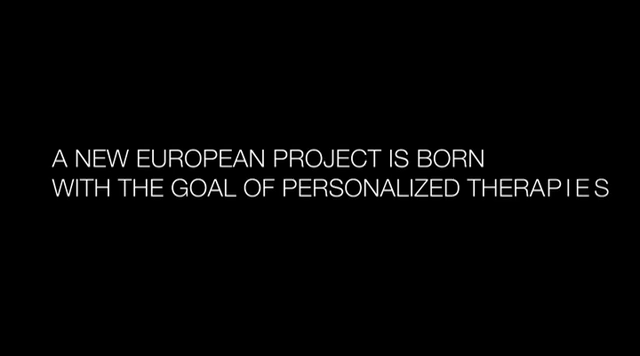 A NEW EUROPEAN PROJECT IS BORN
WITH THE GOAL OF PERSONALIZED THERAPIES